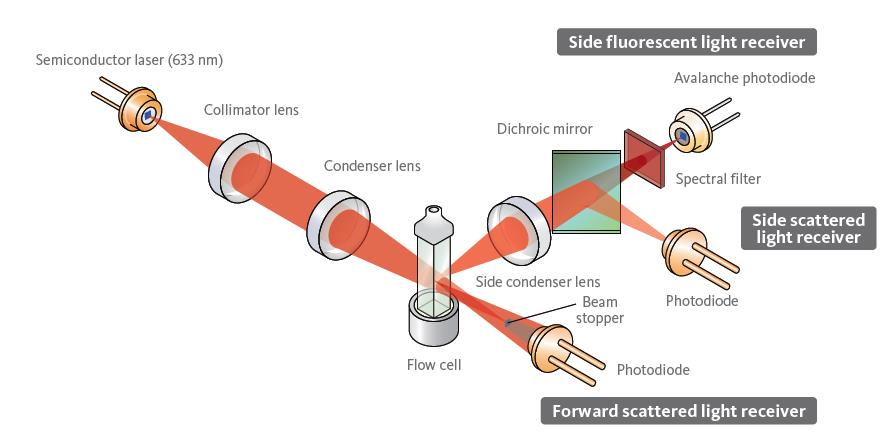 Side fluorescent light receiver
Semiconductor laser (633 nm)
Avalanche photodiode
Collimator lens
Dichroic mirror
Condenser lens
Spectral filter
Side scattered
light receiver
Side condenser lens
Beam
stopper
Photodiode
Flow cell
Photodiode
Forward scattered light receiver